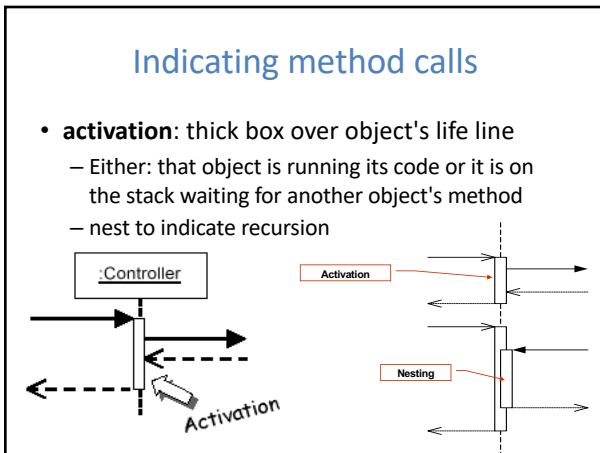 Indicating method calls
• activation: thick box over object's life line
– Either: that object is running its code or it is on
the stack waiting for another object's method
– nest to indicate recursion
:Controller
Activation
Activation
Nesting